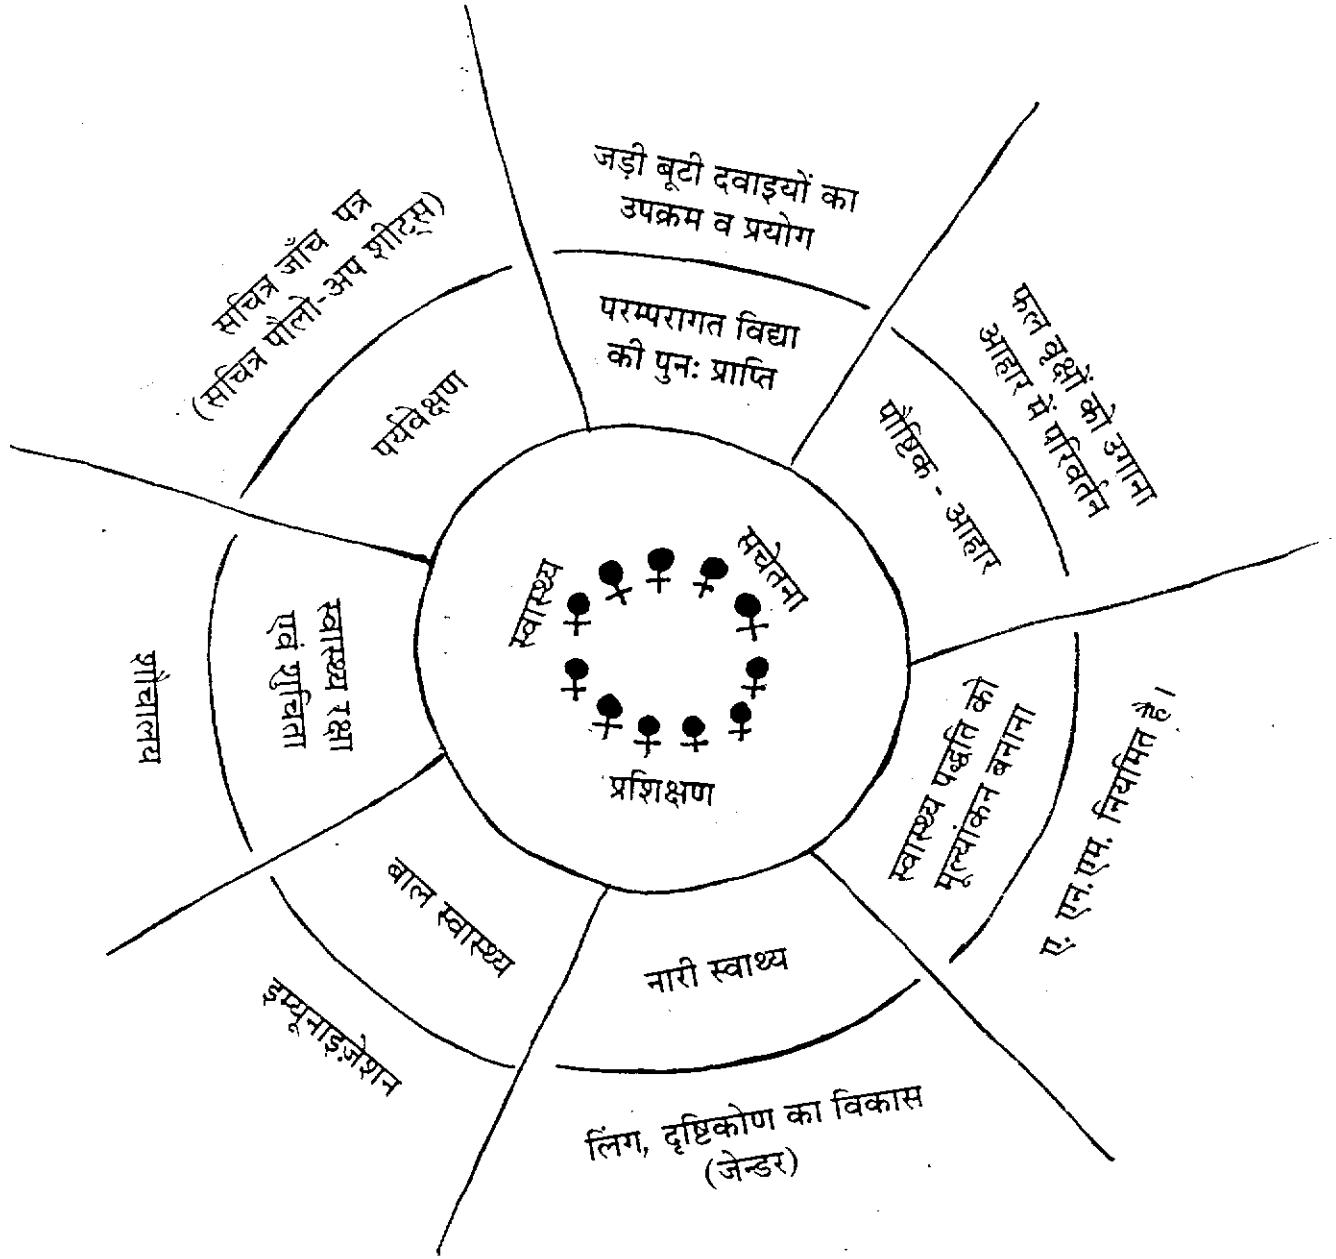 जड़ी बूटी दवाइयों का
उपक्रम व प्रयोग
परम्परागत विद्या
की पुनः प्राप्ति
फल वृक्षों को उगाना
आहार में परिवर्तन
पौष्टिक - आहार
ए. एन.एम. नियमित है।
स्वास्थ्य पद्धति को
मूल्यांकन बनाना
लिंग, दृष्टिकोण का विकास
(जेन्डर)
नारी स्वाथ्य
इम्यूनाइज़ेशन
बाल स्वास्थ्य
शौचालय
स्वास्थ्य रक्षा
एवं शुचिता
सचित्र जाँच पत्र
(सचित्र पौलो-अप शीट्स)
पर्यवेक्षण
स्वास्थ्य
सचेतना
प्रशिक्षण